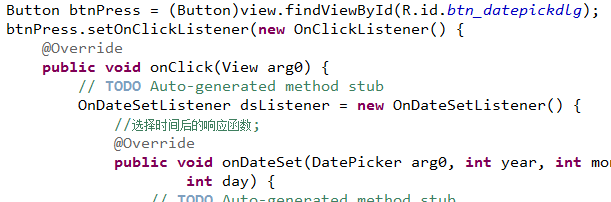 Button btnPress = (Button)view.findViewById(R.id.btn_datepickdlg);
btnPress.setOnClickListener(new OnClickListener() {
@Override
public void onClick(View arg0) {
// TODO Auto-generated method stub
OnDateSetListener dsListener = new OnDateSetListener() {
//选择时间后的响应函数;
@Override
public void onDateSet(DatePicker arg0, int year, int mo
int day) {
// TODO Auto-generated method stub